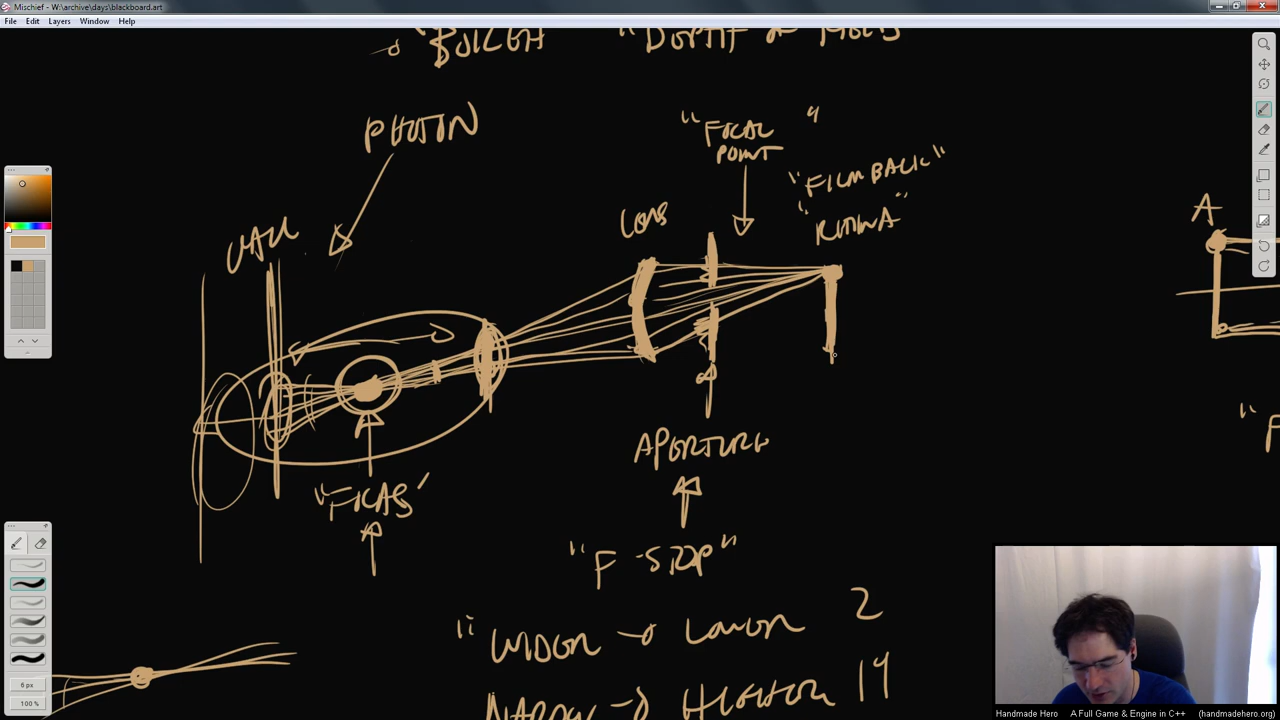 Mischief - W:\archive\days\blackboard.art
File Edit Layers Window Help
"DEPTH OF FIELD
PHOTON
"FOCAL POINT"
"FILM BACK"
"RETINA"
LENS
WALL
A
"FOCUS"
APERTURE
"F-STOP"
"F
WIDER → LOWER 2
NARROW → HIGHER 14
6 px
100 %
Handmade Hero A Full Game & Engine in C++ (handmadehero.org)